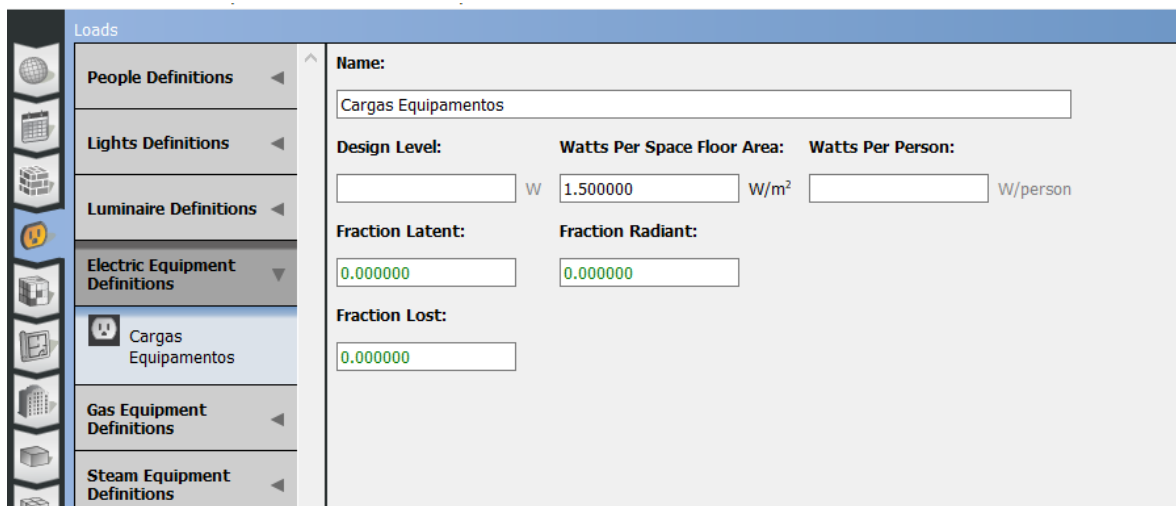 Loads
People Definitions
Lights Definitions
Luminaire Definitions
Electric Equipment
Definitions
Cargas
Equipamentos
Gas Equipment
Definitions
Steam Equipment
Definitions
Name:
Cargas Equipamentos
Design Level: Watts Per Space Floor Area: Watts Per Person:
W 1.500000 W/m² W/person
Fraction Latent: Fraction Radiant:
0.000000 0.000000
Fraction Lost:
0.000000